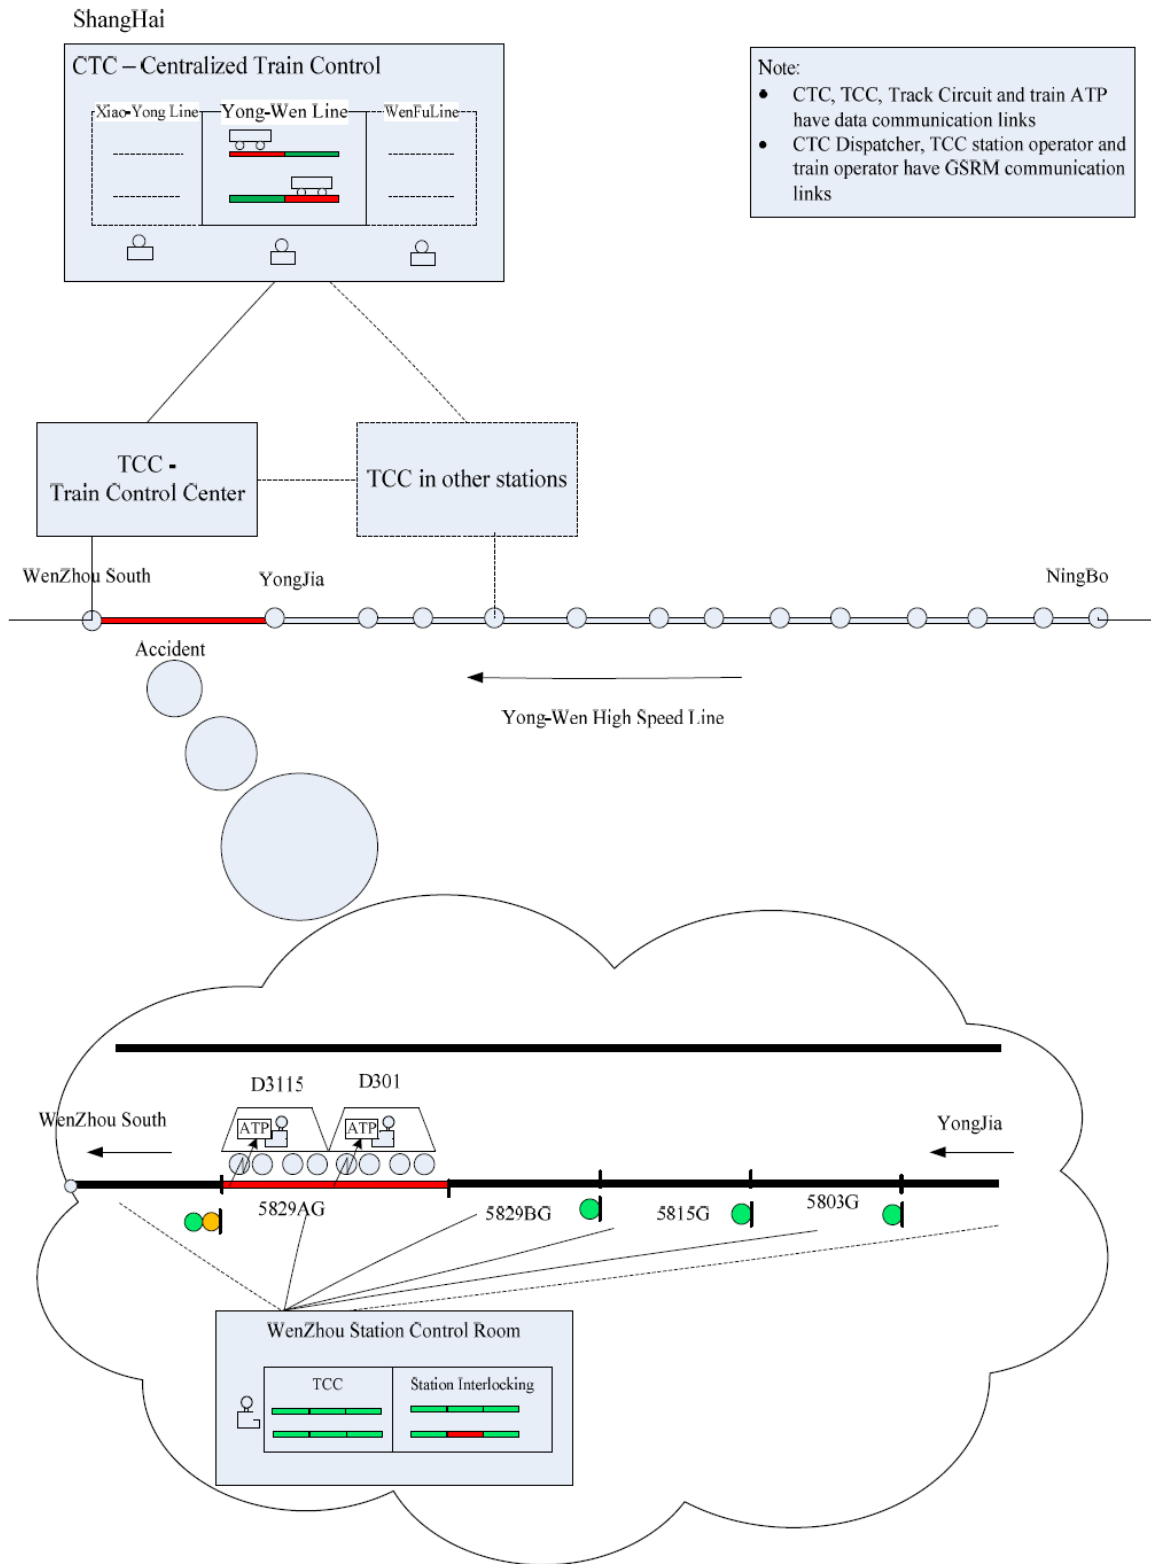 ShangHai
CTC – Centralized Train Control
Xiao-Yong Line
Yong-Wen Line
WenFuLine
Note:
• CTC, TCC, Track Circuit and train ATP
have data communication links
• CTC Dispatcher, TCC station operator and
train operator have GSRM communication
links
TCC -
Train Control Center
TCC in other stations
WenZhou South
YongJia
NingBo
Accident
Yong-Wen High Speed Line
D3115
D301
WenZhou South
ATP
ATP
YongJia
5829AG
5829BG
5815G
5803G
WenZhou Station Control Room
TCC
Station Interlocking